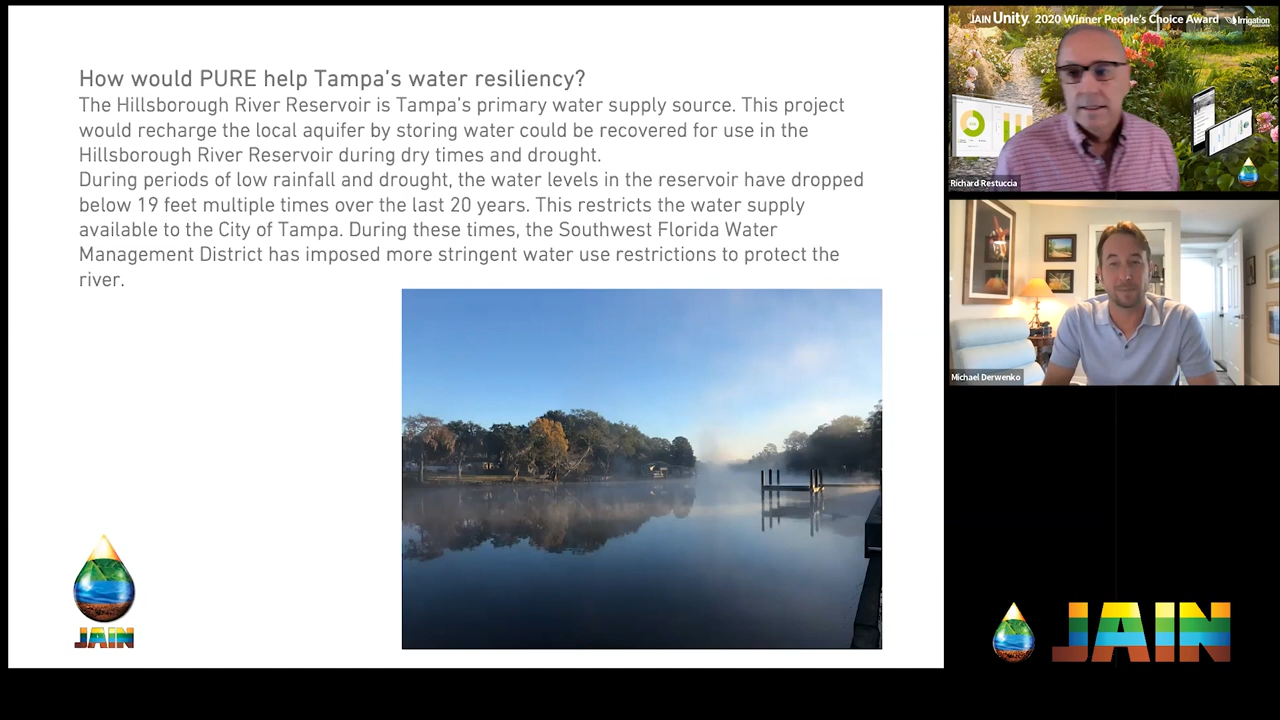 How would PURE help Tampa's water resiliency?
The Hillsborough River Reservoir is Tampa's primary water supply source. This project
would recharge the local aquifer by storing water could be recovered for use in the
Hillsborough River Reservoir during dry times and drought.
During periods of low rainfall and drought, the water levels in the reservoir have dropped
below 19 feet multiple times over the last 20 years. This restricts the water supply
available to the City of Tampa. During these times, the Southwest Florida Water
Management District has imposed more stringent water use restrictions to protect the
river.
JAIN
JAIN Unity. 2020 Winner People's Choice Award Irrigation
Richard Restuccia
Michael Derwenko
JAIN